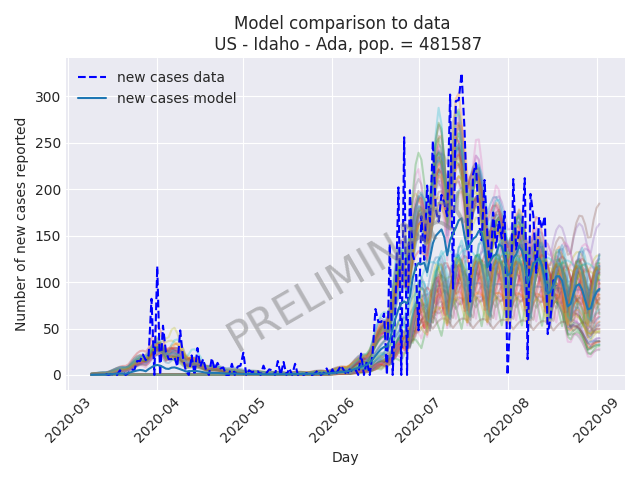 Model comparison to data
US - Idaho - Ada, pop. = 481587
new cases data
new cases model
Number of new cases reported
300
250
200
150
100
50
0
PRELIMIN
2020-03
2020-04
2020-05
2020-06
2020-07
2020-08
2020-09
Day